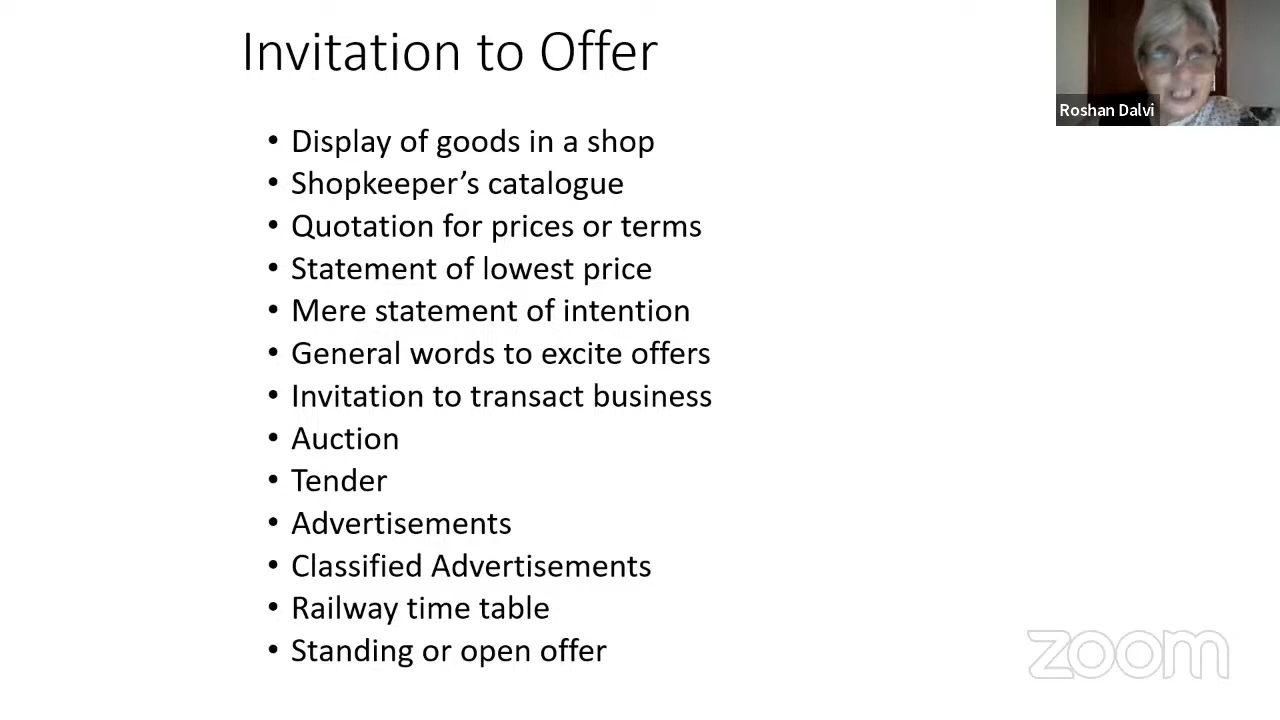 Invitation to Offer
• Display of goods in a shop
• Shopkeeper’s catalogue
• Quotation for prices or terms
• Statement of lowest price
• Mere statement of intention
• General words to excite offers
• Invitation to transact business
• Auction
• Tender
• Advertisements
• Classified Advertisements
• Railway time table
• Standing or open offer
Roshan Dalvi
zoom